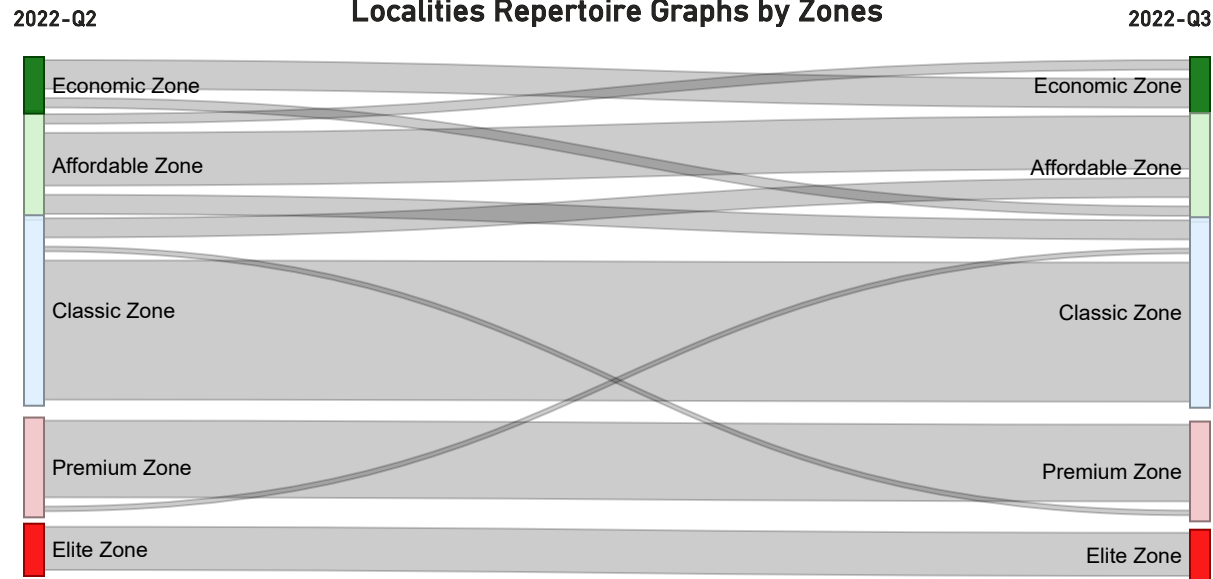 Localities Repertoire Graphs by Zones
2022-Q2
2022-Q3
Economic Zone
Economic Zone
Affordable Zone
Affordable Zone
Classic Zone
Classic Zone
Premium Zone
Premium Zone
Elite Zone
Elite Zone